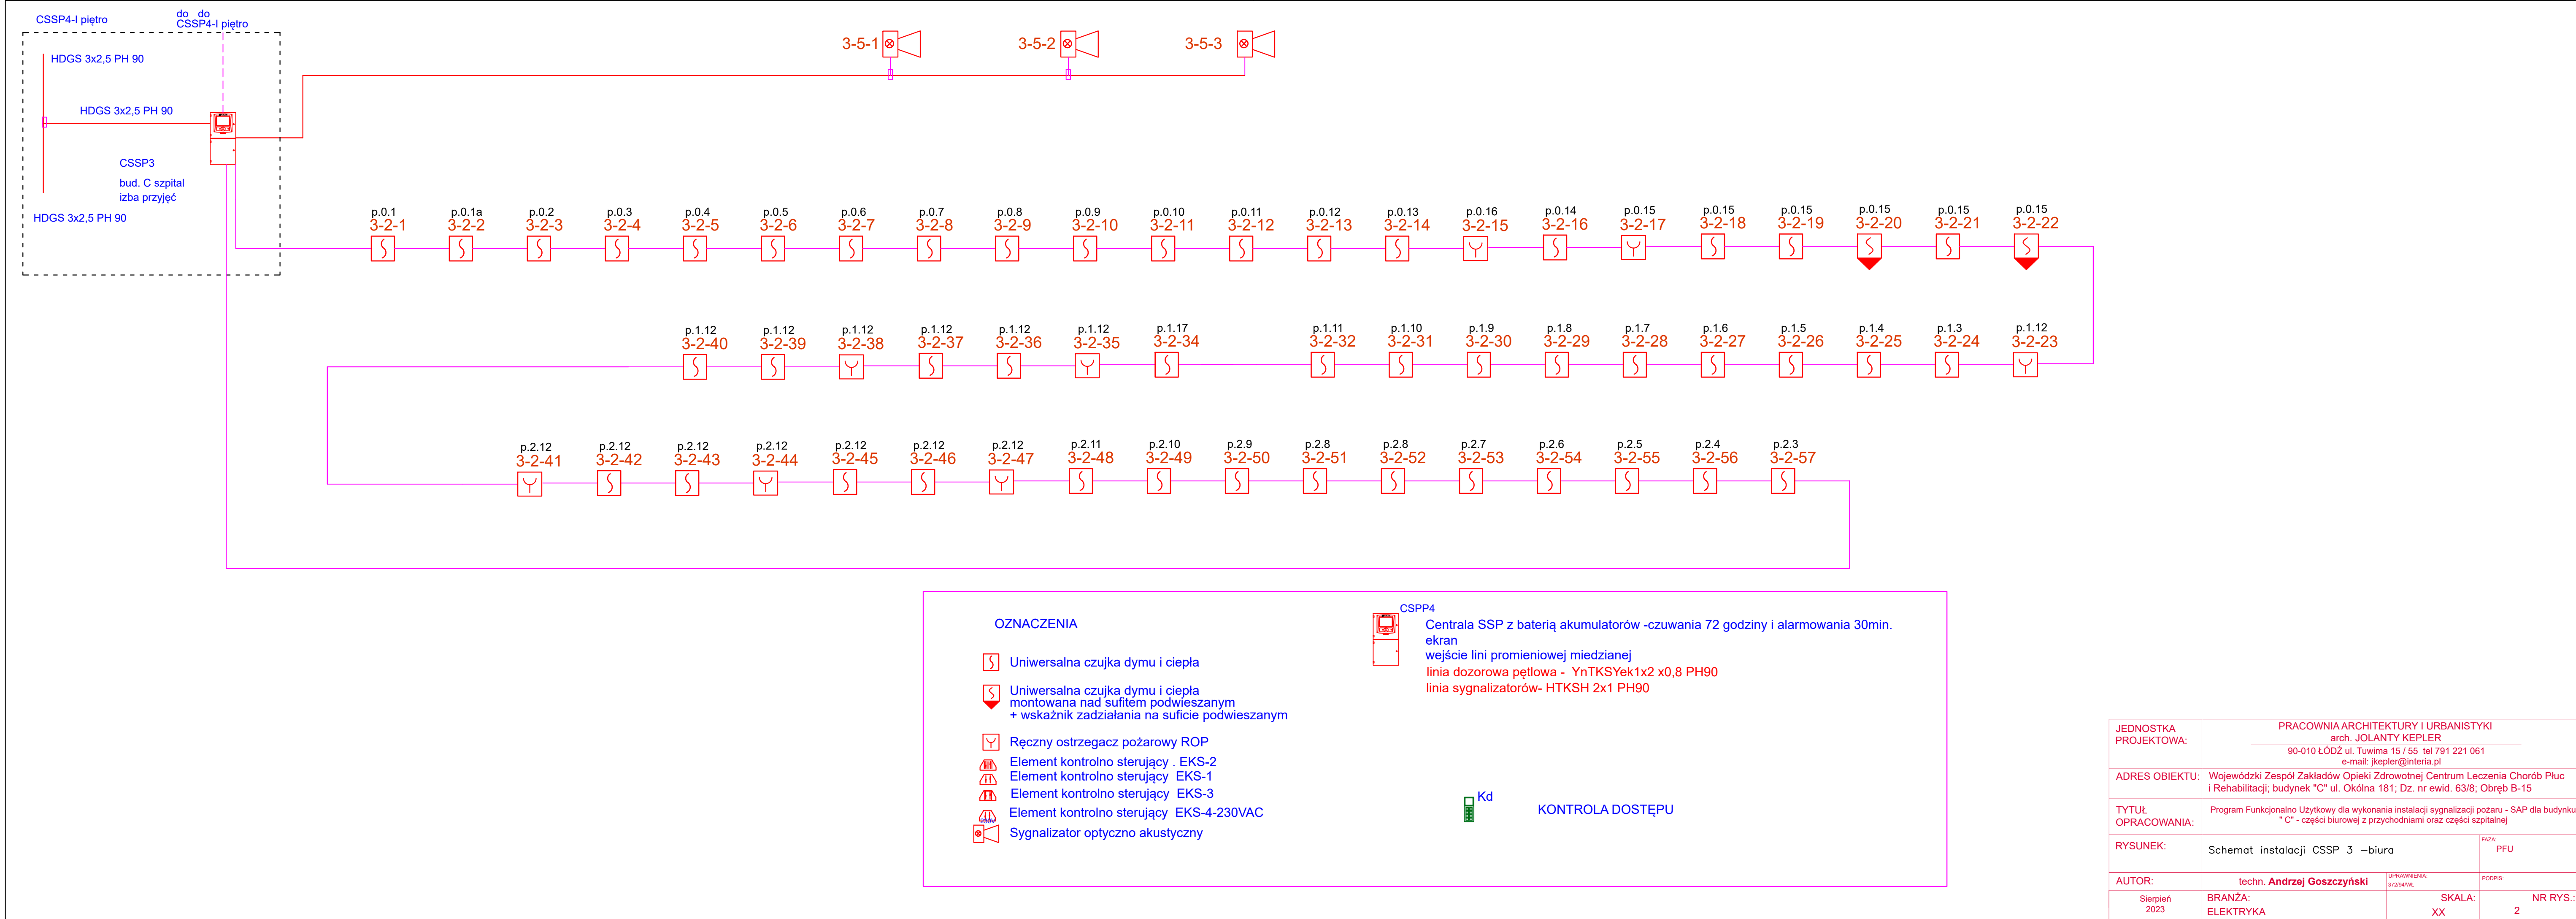 CSSP4-I piętro
do do
CSSP4-I piętro
HDGS 3x2,5 PH 90
HDGS 3x2,5 PH 90
CSSP3
bud. C szpital
izba przyjęć
HDGS 3x2,5 PH 90
3-5-1 3-5-2 3-5-3
p.0.1 p.0.1a p.0.2 p.0.3 p.0.4 p.0.5 p.0.6 p.0.7 p.0.8 p.0.9 p.0.10 p.0.11 p.0.12 p.0.13 p.0.16 p.0.14 p.0.15 p.0.15 p.0.15 p.0.15 p.0.15 p.0.15
3-2-1 3-2-2 3-2-3 3-2-4 3-2-5 3-2-6 3-2-7 3-2-8 3-2-9 3-2-10 3-2-11 3-2-12 3-2-13 3-2-14 3-2-15 3-2-16 3-2-17 3-2-18 3-2-19 3-2-20 3-2-21 3-2-22
p.1.12 p.1.12 p.1.12 p.1.12 p.1.12 p.1.12 p.1.17 p.1.11 p.1.10 p.1.9 p.1.8 p.1.7 p.1.6 p.1.5 p.1.4 p.1.3 p.1.12
3-2-40 3-2-39 3-2-38 3-2-37 3-2-36 3-2-35 3-2-34 3-2-32 3-2-31 3-2-30 3-2-29 3-2-28 3-2-27 3-2-26 3-2-25 3-2-24 3-2-23
p.2.12 p.2.12 p.2.12 p.2.12 p.2.12 p.2.12 p.2.12 p.2.11 p.2.10 p.2.9 p.2.8 p.2.8 p.2.7 p.2.6 p.2.5 p.2.4 p.2.3
3-2-41 3-2-42 3-2-43 3-2-44 3-2-45 3-2-46 3-2-47 3-2-48 3-2-49 3-2-50 3-2-51 3-2-52 3-2-53 3-2-54 3-2-55 3-2-56 3-2-57
OZNACZENIA
Uniwersalna czujka dymu i ciepła
Uniwersalna czujka dymu i ciepła
montowana nad sufitem podwieszanym
+ wskażnik zadziałania na suficie podwieszanym
Ręczny ostrzegacz pożarowy ROP
Element kontrolno sterujący . EKS-2
Element kontrolno sterujący EKS-1
Element kontrolno sterujący EKS-3
230V
Element kontrolno sterujący EKS-4-230VAC
Sygnalizator optyczno akustyczny
CSPP4
Centrala SSP z baterią akumulatorów -czuwania 72 godziny i alarmowania 30min.
ekran
wejście lini promieniowej miedzianej
linia dozorowa pętlowa - YnTKSYek1x2 x0,8 PH90
linia sygnalizatorów- HTKSH 2x1 PH90
Kd
KONTROLA DOSTĘPU
JEDNOSTKA
PROJEKTOWA:
PRACOWNIA ARCHITEKTURY I URBANISTYKI
arch. JOLANTY KEPLER
90-010 ŁÓDŹ ul. Tuwima 15 / 55 tel 791 221 061
e-mail: jkepler@interia.pl
ADRES OBIEKTU:
Wojewódzki Zespół Zakładów Opieki Zdrowotnej Centrum Leczenia Chorób Płuc
i Rehabilitacji; budynek "C" ul. Okólna 181; Dz. nr ewid. 63/8; Obręb B-15
TYTUŁ
OPRACOWANIA:
Program Funkcjonalno Użytkowy dla wykonania instalacji sygnalizacji pożaru - SAP dla budynku
" C" - części biurowej z przychodniami oraz części szpitalnej
RYSUNEK:
Schemat instalacji CSSP 3 -biura
FAZA:
PFU
AUTOR:
techn. Andrzej Goszczyński
UPRAWNIENIA:
372/94/WŁ
PODPIS:
Sierpień
2023
BRANŻA:
ELEKTRYKA
SKALA:
XX
NR RYS.:
2